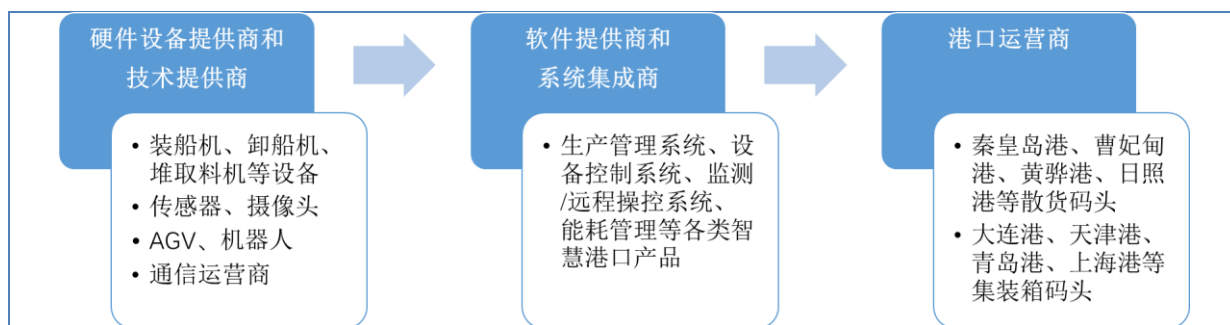 硬件设备提供商和
技术提供商
• 装船机、卸船机、
堆取料机等设备
• 传感器、摄像头
• AGV、机器人
• 通信运营商
软件提供商和
系统集成商
• 生产管理系统、设
备控制系统、监测
/远程操控系统、
能耗管理等各类智
慧港口产品
港口运营商
• 秦皇岛港、曹妃甸
港、黄骅港、日照
港等散货码头
• 大连港、天津港、
青岛港、上海港等
集装箱码头